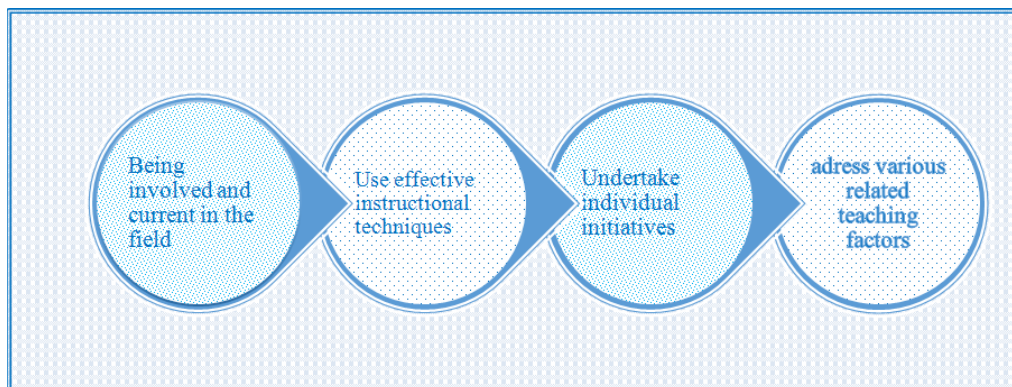 Being
involved and
current in the
field
Use effective
instructional
techniques
Undertake
individual
initiatives
adress various
related
teaching
factors